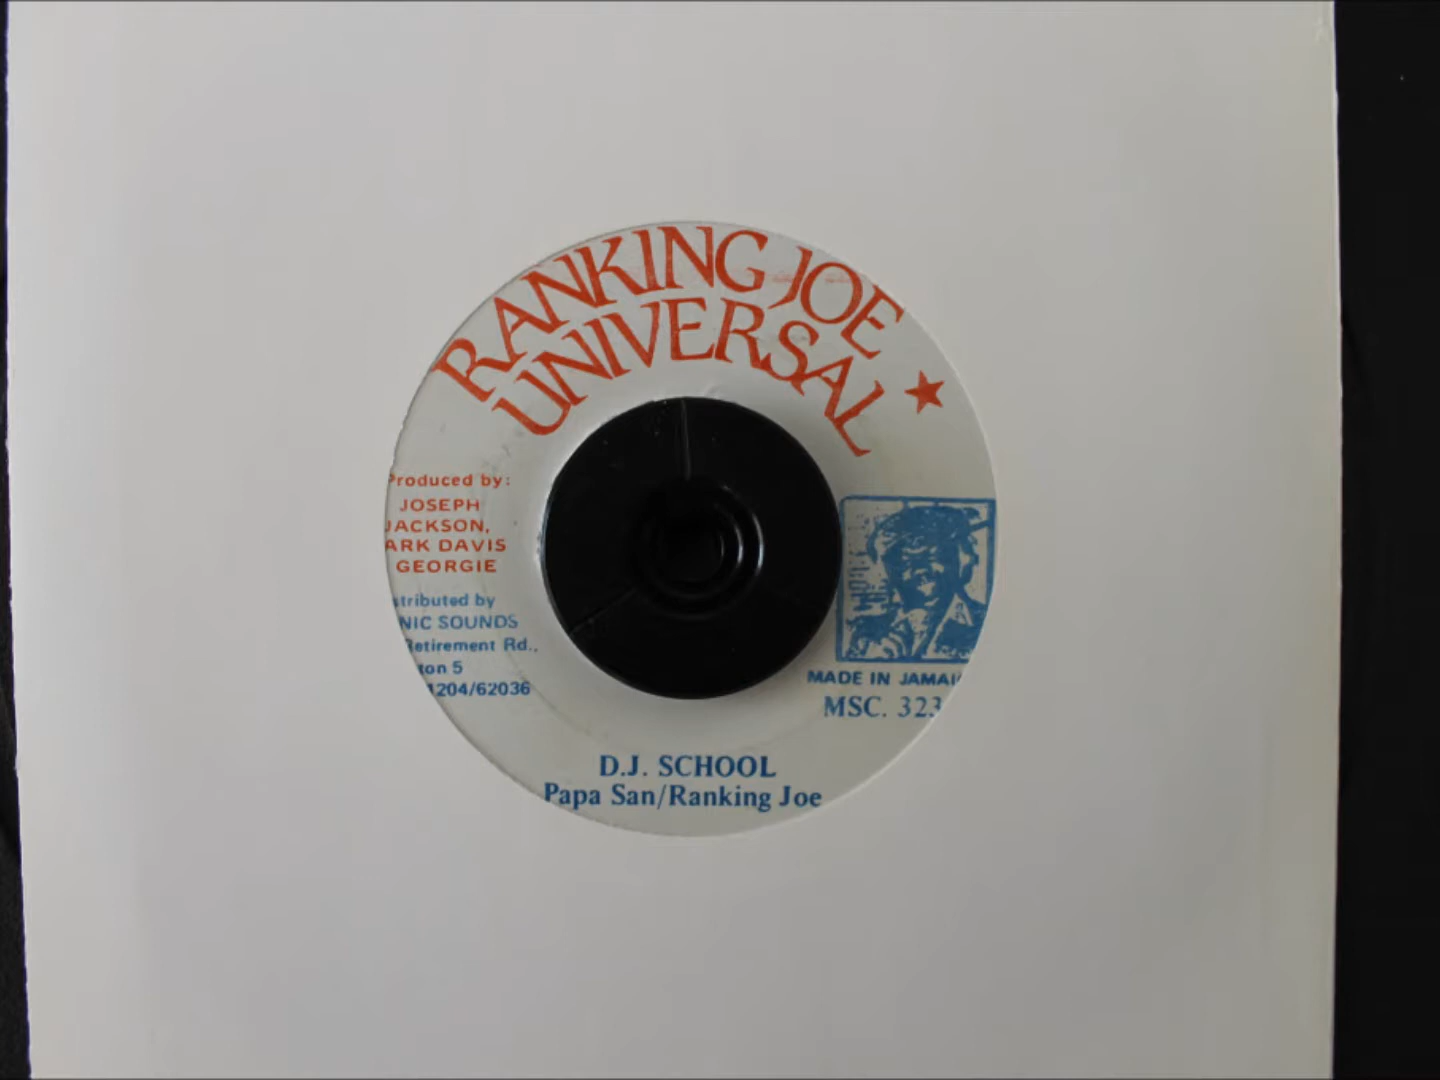 RANKING JOE
UNIVERSAL
Produced by:
JOSEPH
JACKSON,
ARK DAVIS
GEORGIE
stributed by
NIC SOUNDS
Retirement Rd.,
ton 5
1204/62036
MADE IN JAMAI
MSC. 323
D.J. SCHOOL
Papa San/Ranking Joe